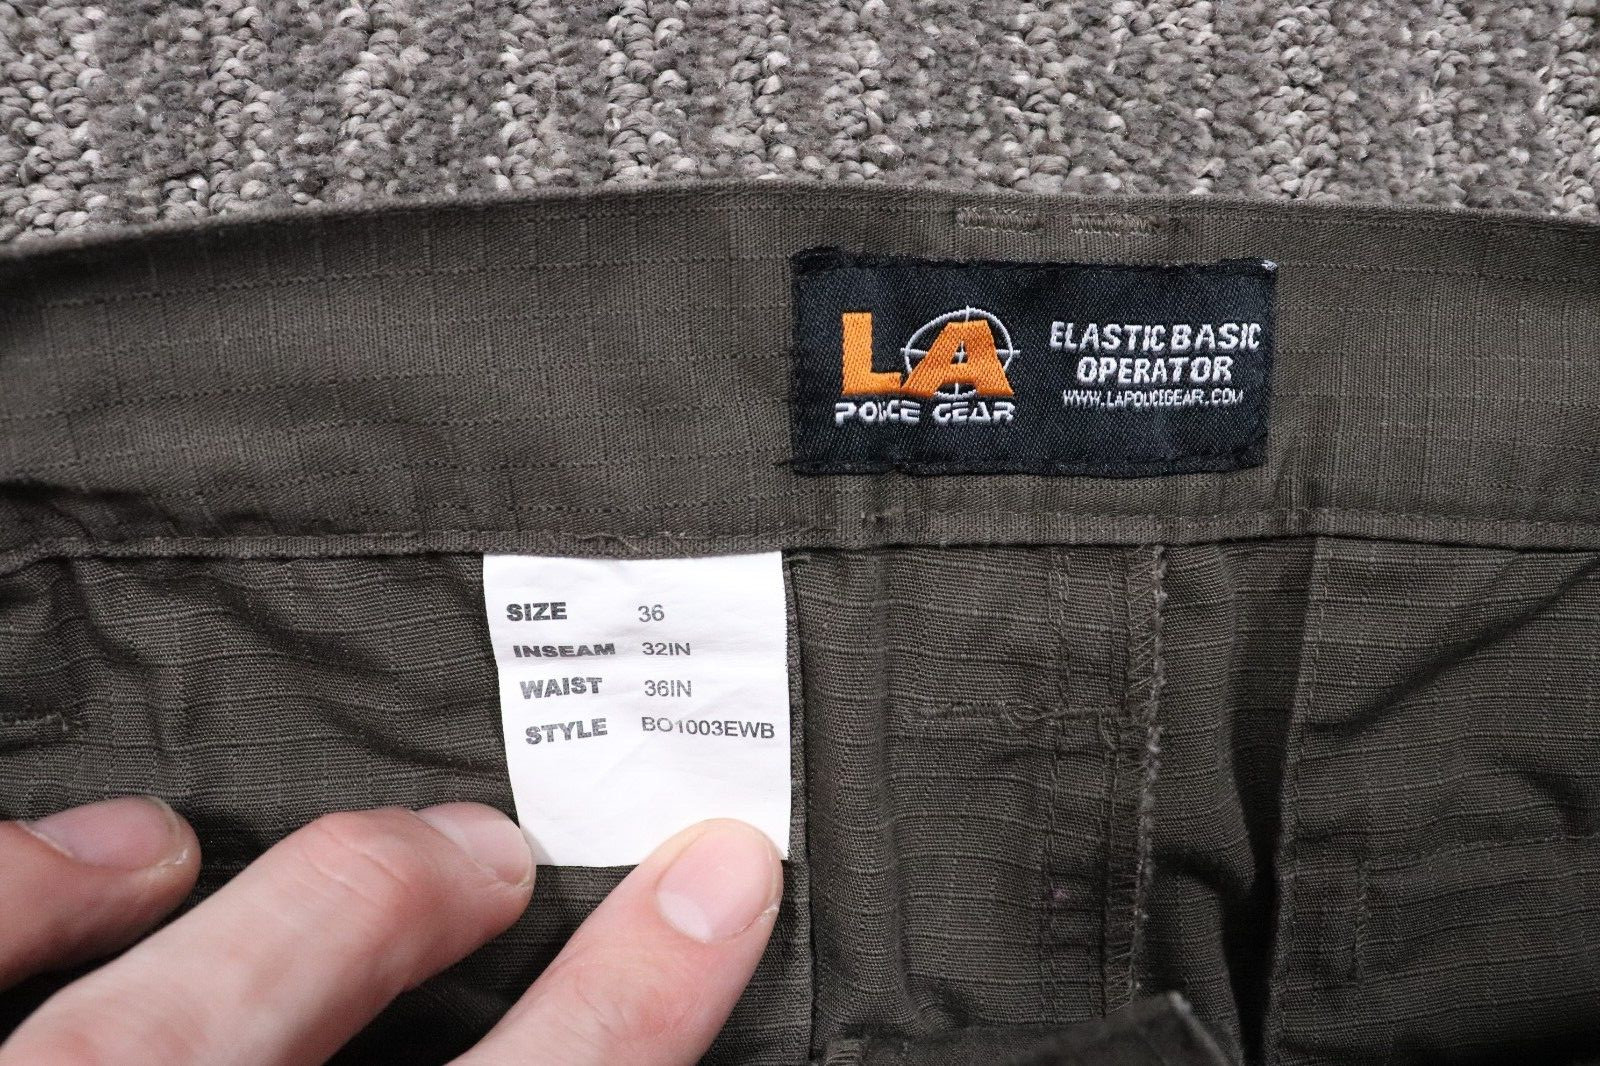 LA
POLICE GEAR
ELASTIC BASIC
OPERATOR
WWW.LAPOLICEGEAR.COM
SIZE 36
INSEAM 32IN
WAIST 36IN
STYLE BO1003EWB